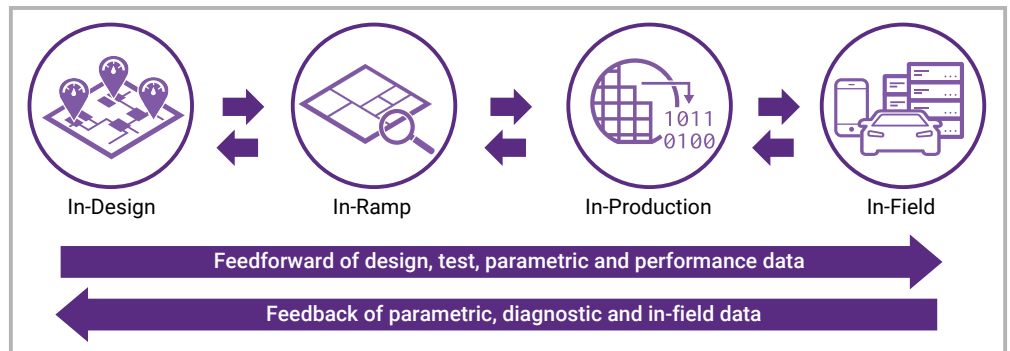 1011
0100
In-Design
In-Ramp
In-Production
In-Field
Feedforward of design, test, parametric and performance data
Feedback of parametric, diagnostic and in-field data